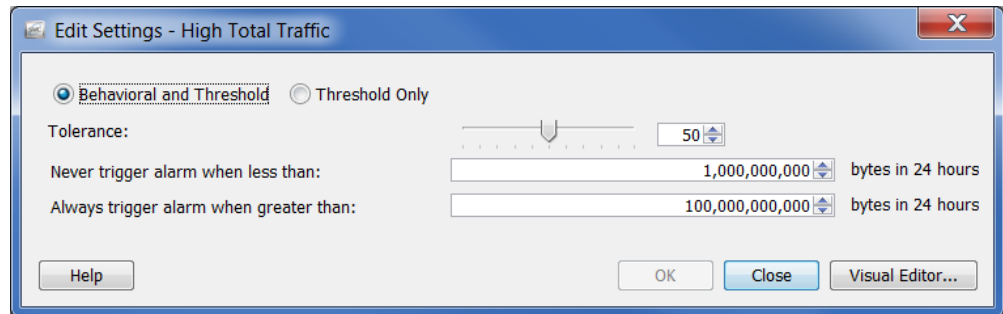 Edit Settings - High Total Traffic
X
Behavioral and Threshold Threshold Only
Tolerance: 50
Never trigger alarm when less than: 1,000,000,000 bytes in 24 hours
Always trigger alarm when greater than: 100,000,000,000 bytes in 24 hours
Help OK Close Visual Editor...